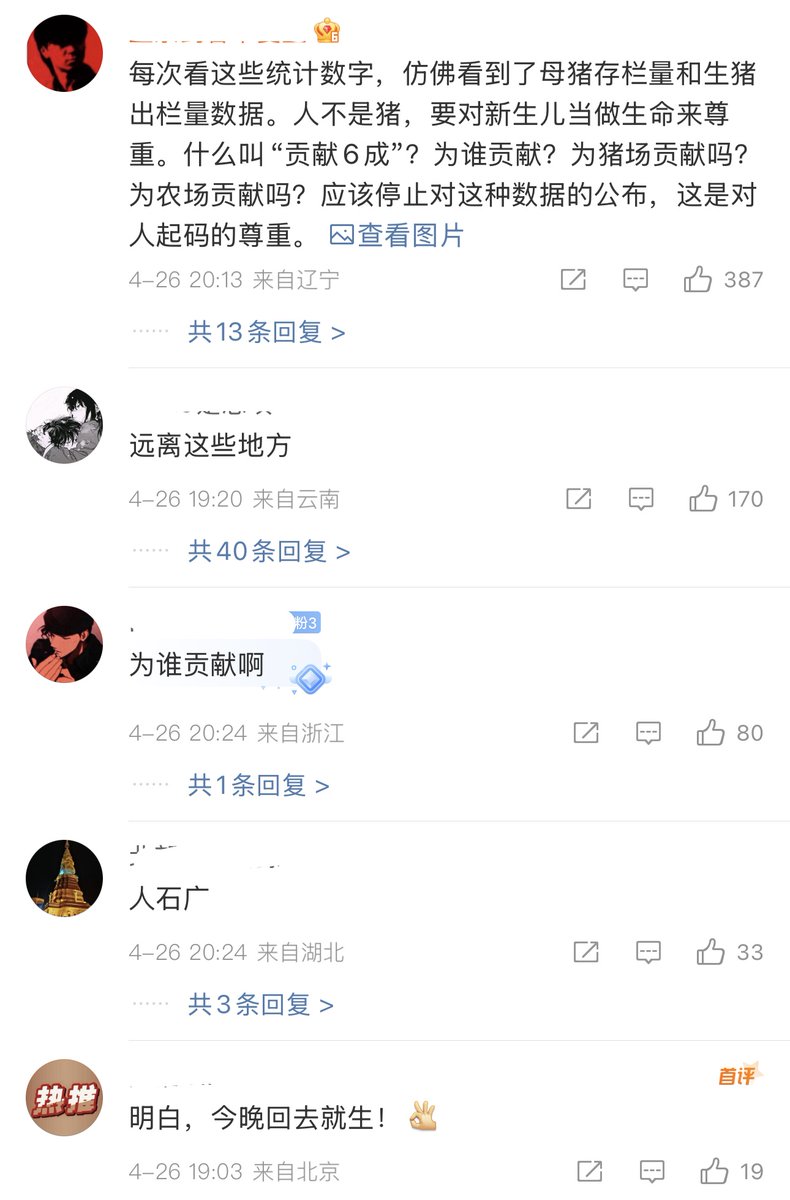 每次看这些统计数字，仿佛看到了母猪存栏量和生猪
出栏量数据。人不是猪，要对新生儿当做生命来尊
重。什么叫“贡献6成”？为谁贡献？为猪场贡献吗？
为农场贡献吗？应该停止对这种数据的公布，这是对
人起码的尊重。 查看图片
4-26 20:13 来自辽宁 387
共13条回复 >
远离这些地方
4-26 19:20 来自云南 170
共40条回复 >
粉3
为谁贡献啊
4-26 20:24 来自浙江 80
共1条回复 >
人石广
4-26 20:24 来自湖北 33
共3条回复 >
热推
首评
明白，今晚回去就生！👌
4-26 19:03 来自北京 19